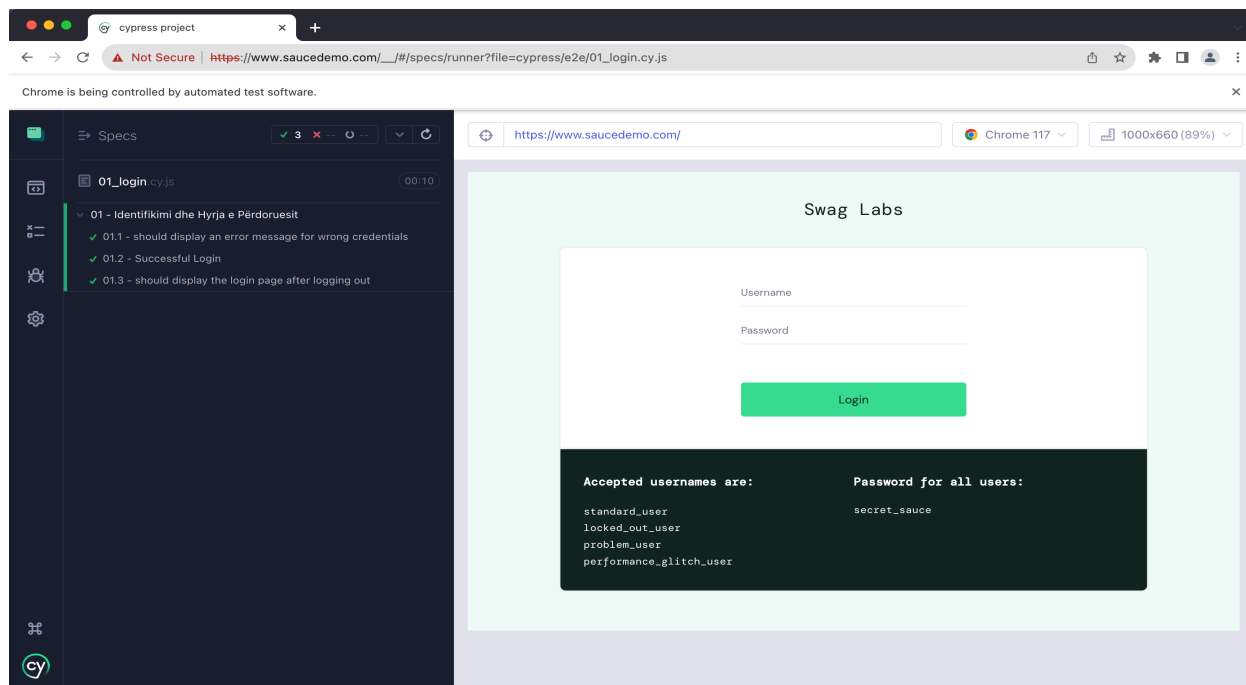 cypress project
Not Secure | https://www.saucedemo.com/__/#/specs/runner?file=cypress/e2e/01_login.cy.js
Chrome is being controlled by automated test software.
Specs
3 -- --
https://www.saucedemo.com/
Chrome 117
1000x660 (89%)
01_login.cy.js
00:10
01 - Identifikimi dhe Hyrja e Përdoruesit
01.1 - should display an error message for wrong credentials
01.2 - Successful Login
01.3 - should display the login page after logging out
Swag Labs
Username
Password
Login
Accepted usernames are:
standard_user
locked_out_user
problem_user
performance_glitch_user
Password for all users:
secret_sauce
cy